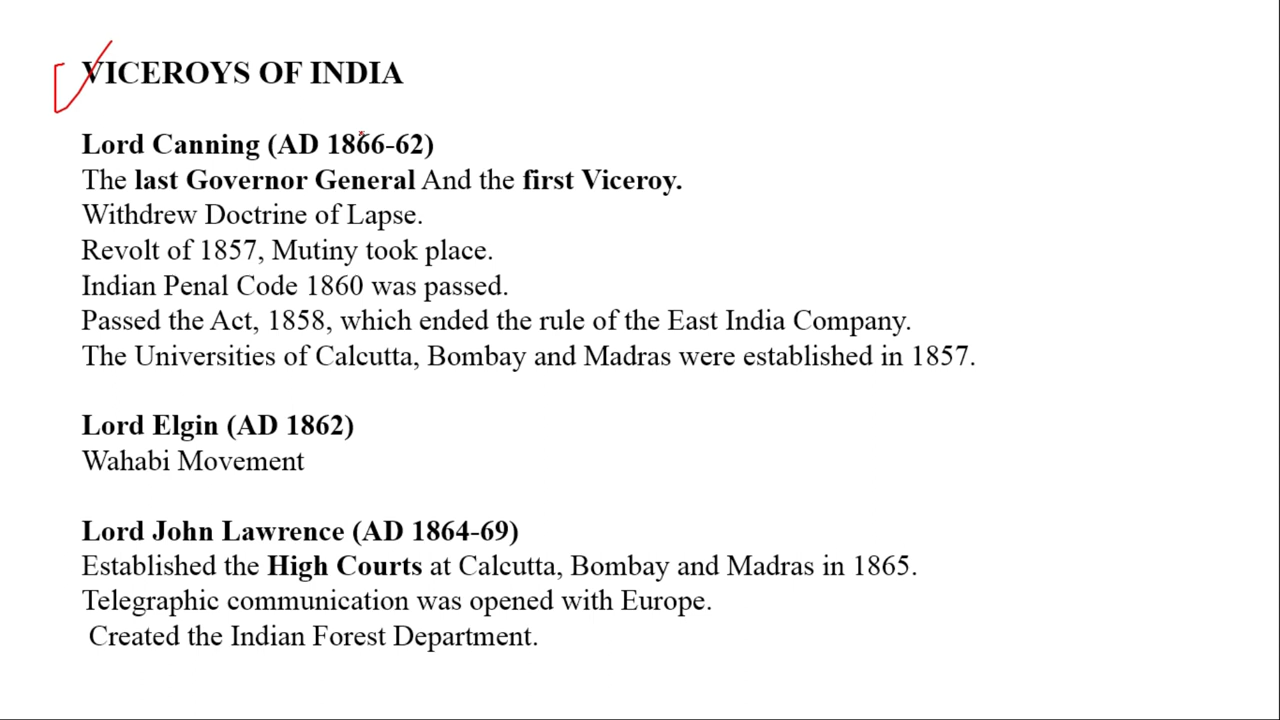 VICEROYS OF INDIA
Lord Canning (AD 1866-62)
The last Governor General And the first Viceroy.
Withdrew Doctrine of Lapse.
Revolt of 1857, Mutiny took place.
Indian Penal Code 1860 was passed.
Passed the Act, 1858, which ended the rule of the East India Company.
The Universities of Calcutta, Bombay and Madras were established in 1857.
Lord Elgin (AD 1862)
Wahabi Movement
Lord John Lawrence (AD 1864-69)
Established the High Courts at Calcutta, Bombay and Madras in 1865.
Telegraphic communication was opened with Europe.
Created the Indian Forest Department.